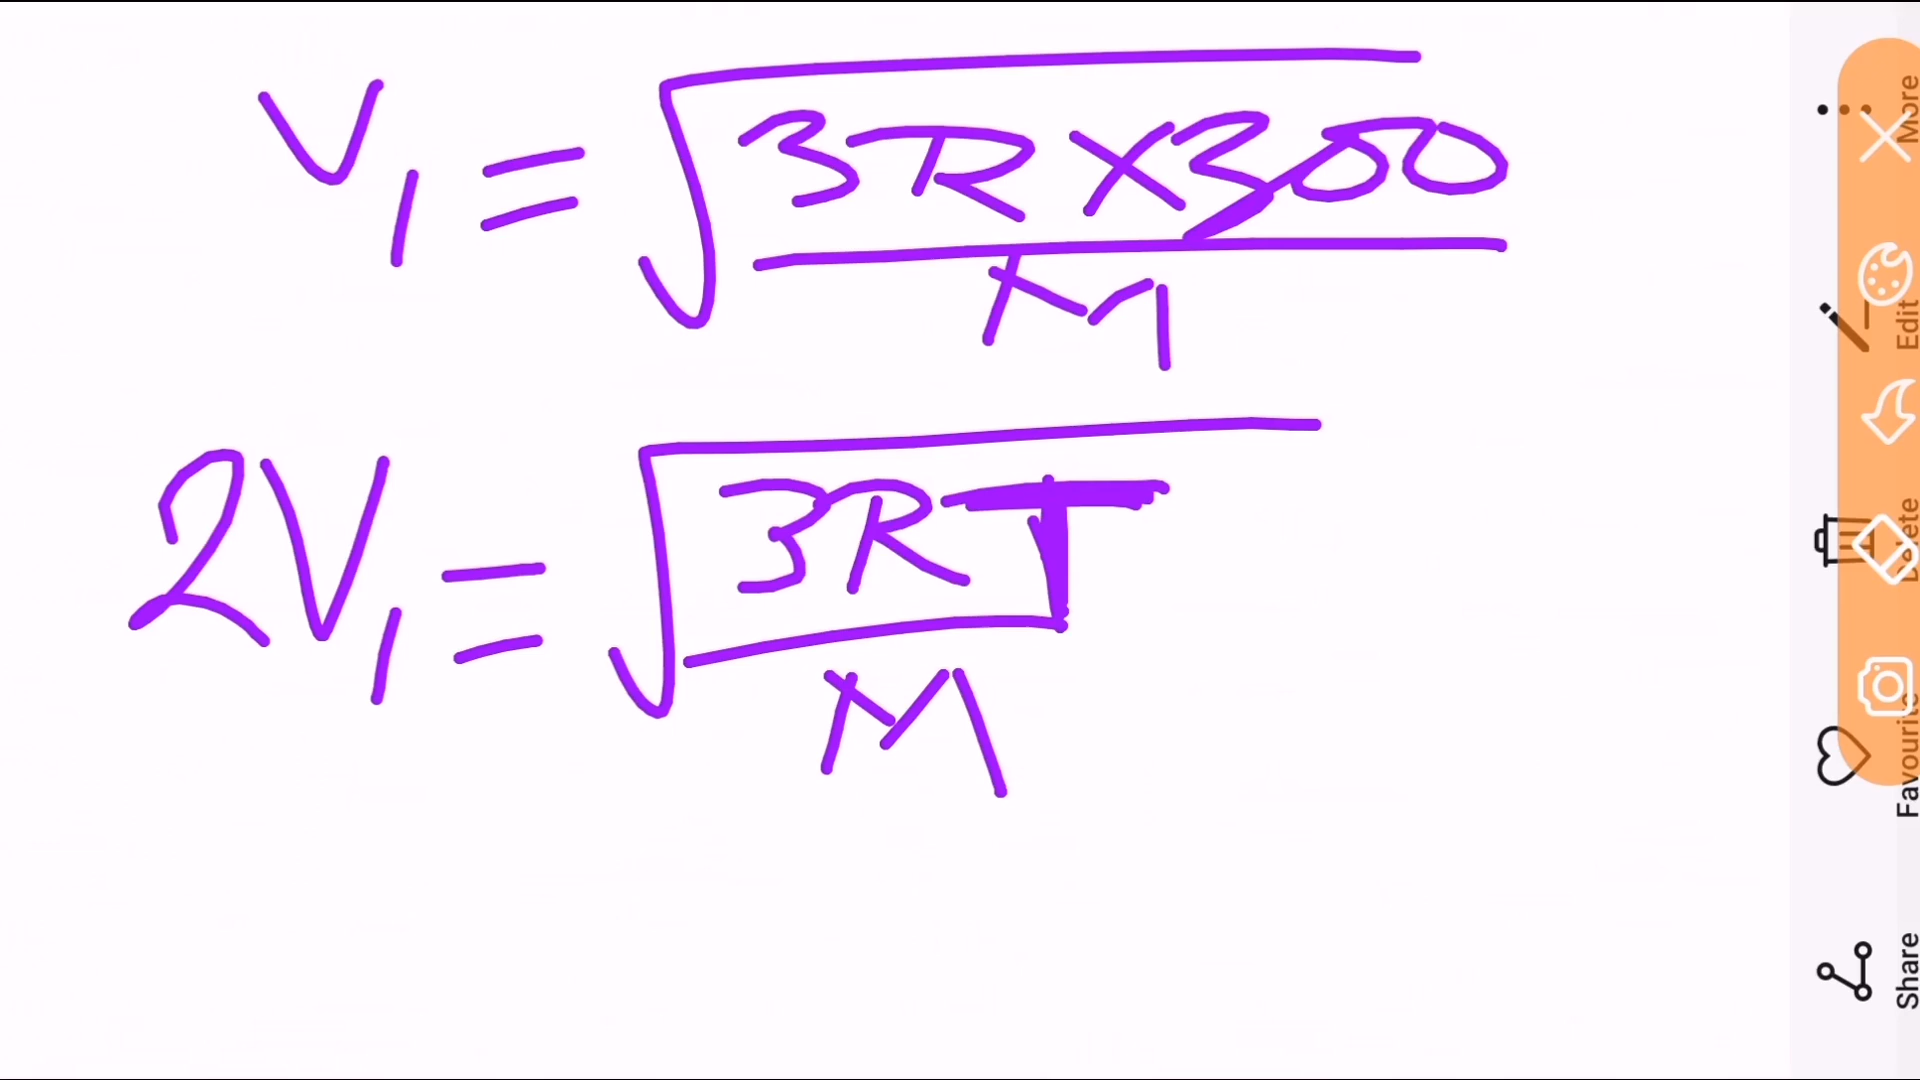 V₁ = √(3R×300/M)
2V₁ = √(3RT/M)
More
Edit
Delete
Favourite
Share